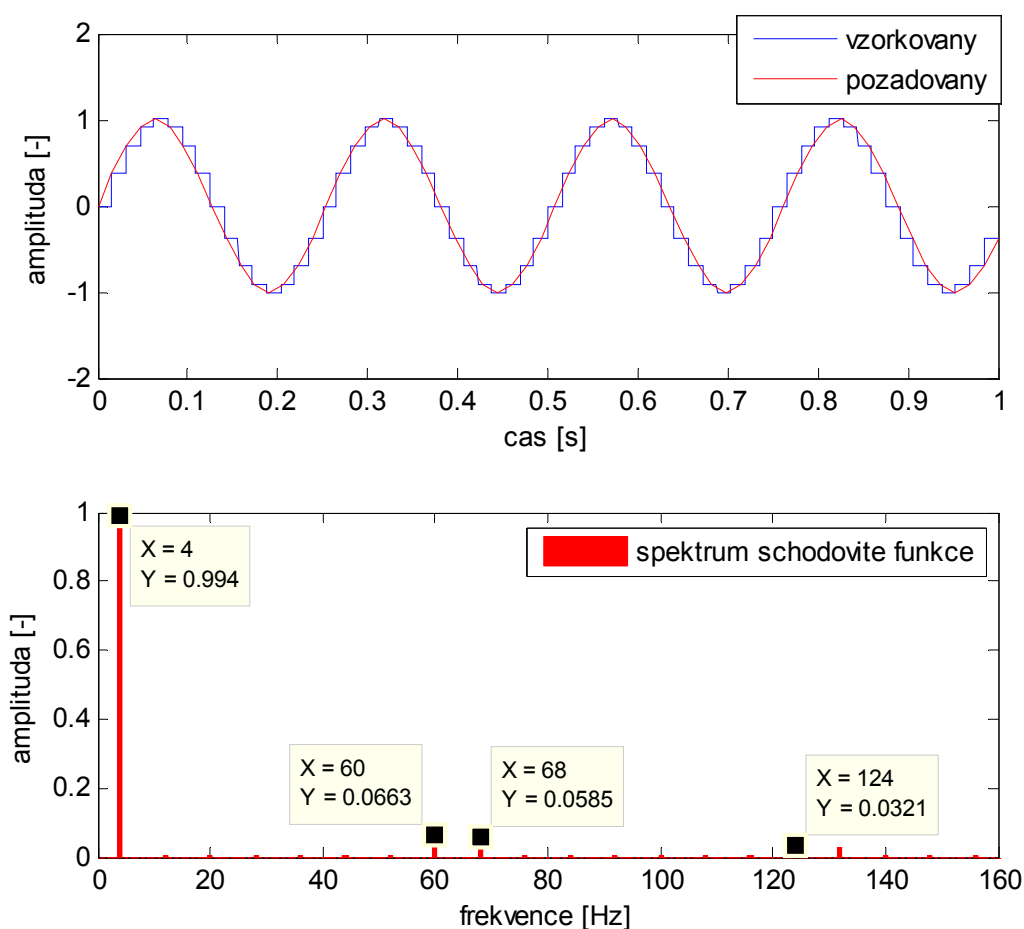 vzorkovany
pozadovany
amplituda [-]
2
1
0
-1
-2
0 0.1 0.2 0.3 0.4 0.5 0.6 0.7 0.8 0.9 1
cas [s]
spektrum schodovite funkce
amplituda [-]
1
0.8
0.6
0.4
0.2
0
X = 4
Y = 0.994
X = 60
Y = 0.0663
X = 68
Y = 0.0585
X = 124
Y = 0.0321
0 20 40 60 80 100 120 140 160
frekvence [Hz]